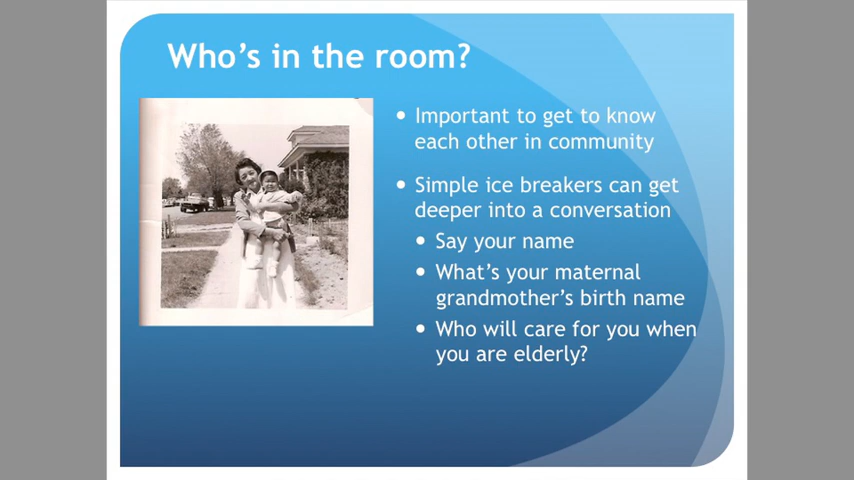 Who's in the room?
• Important to get to know
each other in community
• Simple ice breakers can get
deeper into a conversation
• Say your name
• What's your maternal
grandmother's birth name
• Who will care for you when
you are elderly?